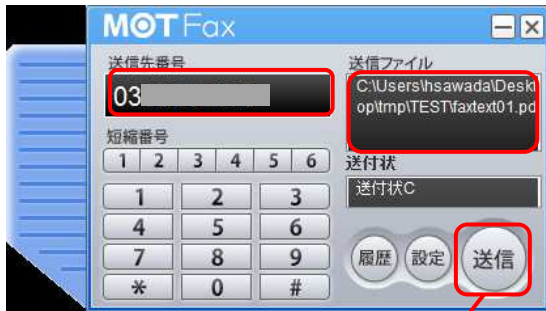 MOT Fax
送信先番号
03
短縮番号
1 2 3 4 5 6
1 2 3
4 5 6
7 8 9
* 0 #
送信ファイル
C:\Users\hsawada\Deskt
op\tmp\TEST\faxtext01.pd
送付状
送付状C
履歴 設定 送信